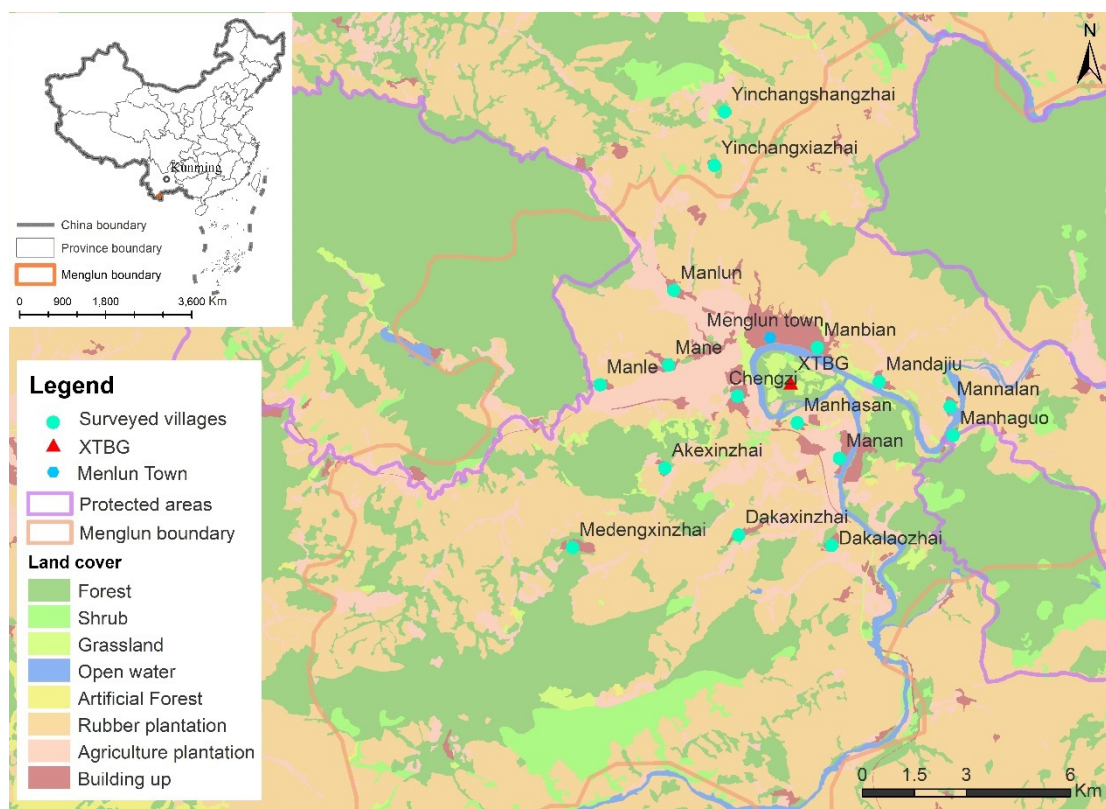 Kunming
China boundary
Province boundary
Menglun boundary
0 900 1,800 3,600 Km
N
Yinchangshangzhai
Yinchangxiazhai
Manlun
Menglun town
Manbian
Mane
XTBG
Manle
Chengzi
Mandajiu
Mannalan
Manhasan
Manhaguo
Manan
Akexinzhai
Medengxinzhai
Dakaxinzhai
Dakalaozhai
Legend
Surveyed villages
XTBG
Menlun Town
Protected areas
Menglun boundary
Land cover
Forest
Shrub
Grassland
Open water
Artificial Forest
Rubber plantation
Agriculture plantation
Building up
0 1.5 3 6
Km